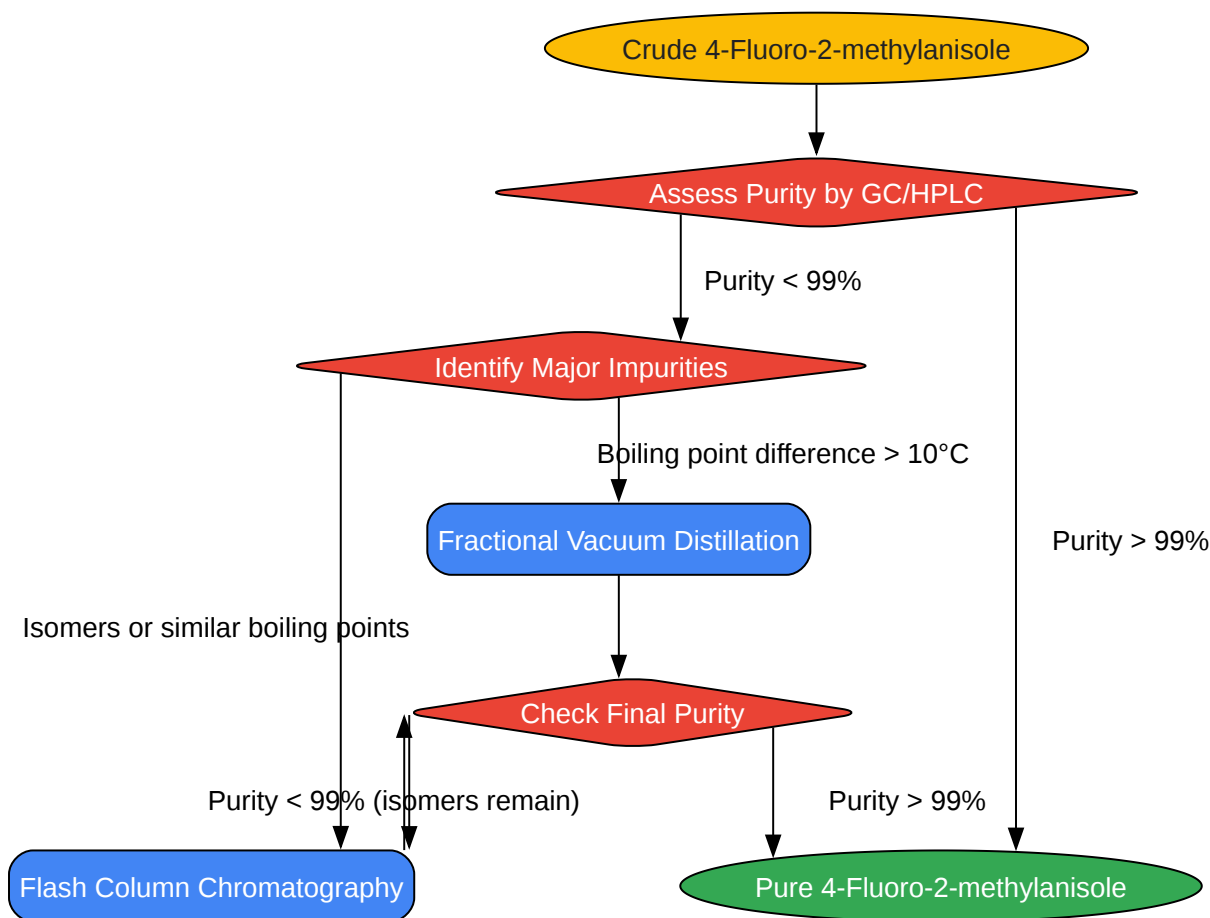 Crude 4-Fluoro-2-methylanisole
Assess Purity by GC/HPLC
Purity < 99%
Identify Major Impurities
Boiling point difference > 10°C
Fractional Vacuum Distillation
Purity > 99%
Isomers or similar boiling points
Check Final Purity
Purity < 99% (isomers remain)
Purity > 99%
Flash Column Chromatography
Pure 4-Fluoro-2-methylanisole